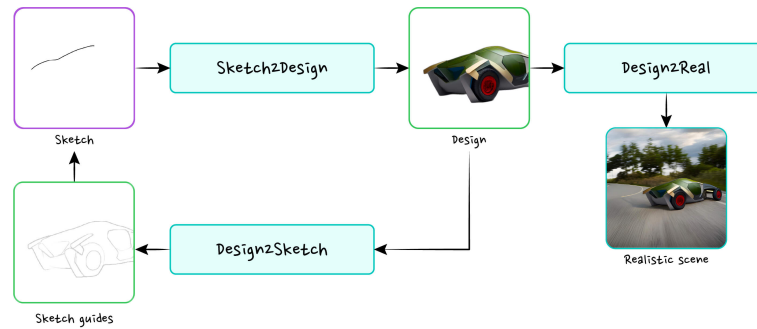 Sketch2Design
Design2Real
Sketch
Design
Design2Sketch
Realistic scene
Sketch guides